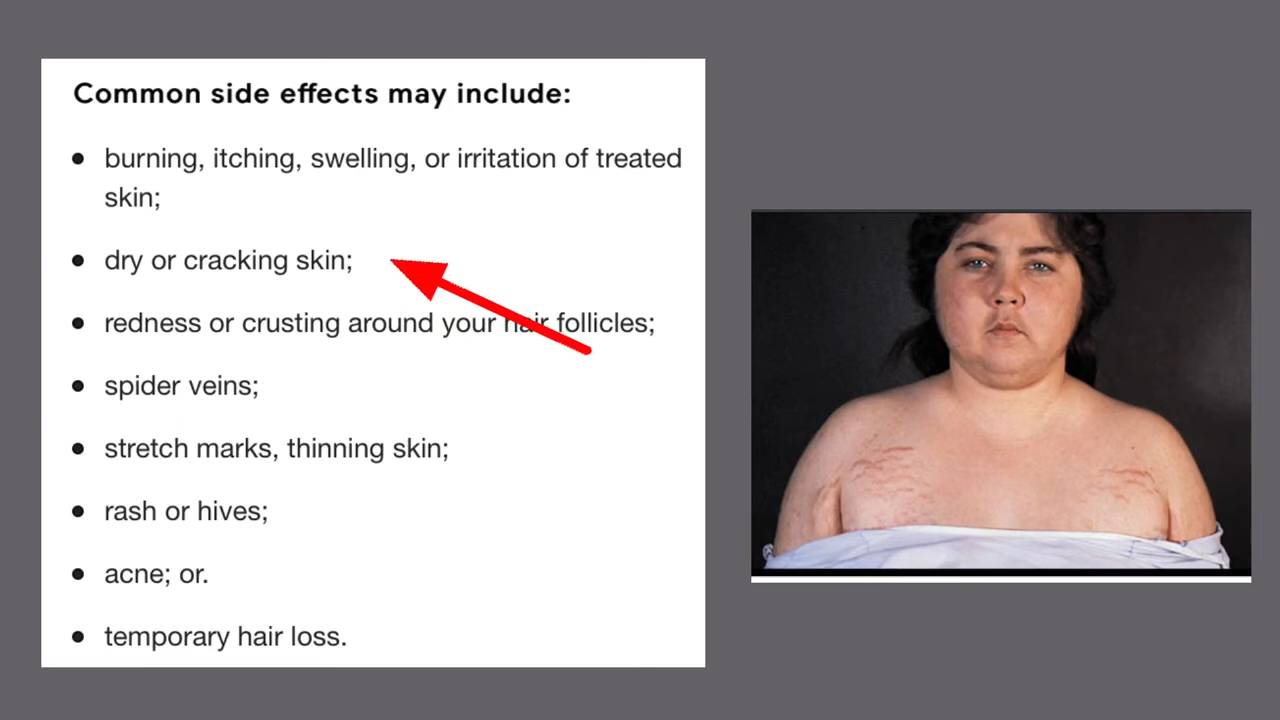 Common side effects may include:
burning, itching, swelling, or irritation of treated
skin;
dry or cracking skin;
redness or crusting around your hair follicles;
spider veins;
stretch marks, thinning skin;
rash or hives;
acne; or.
temporary hair loss.